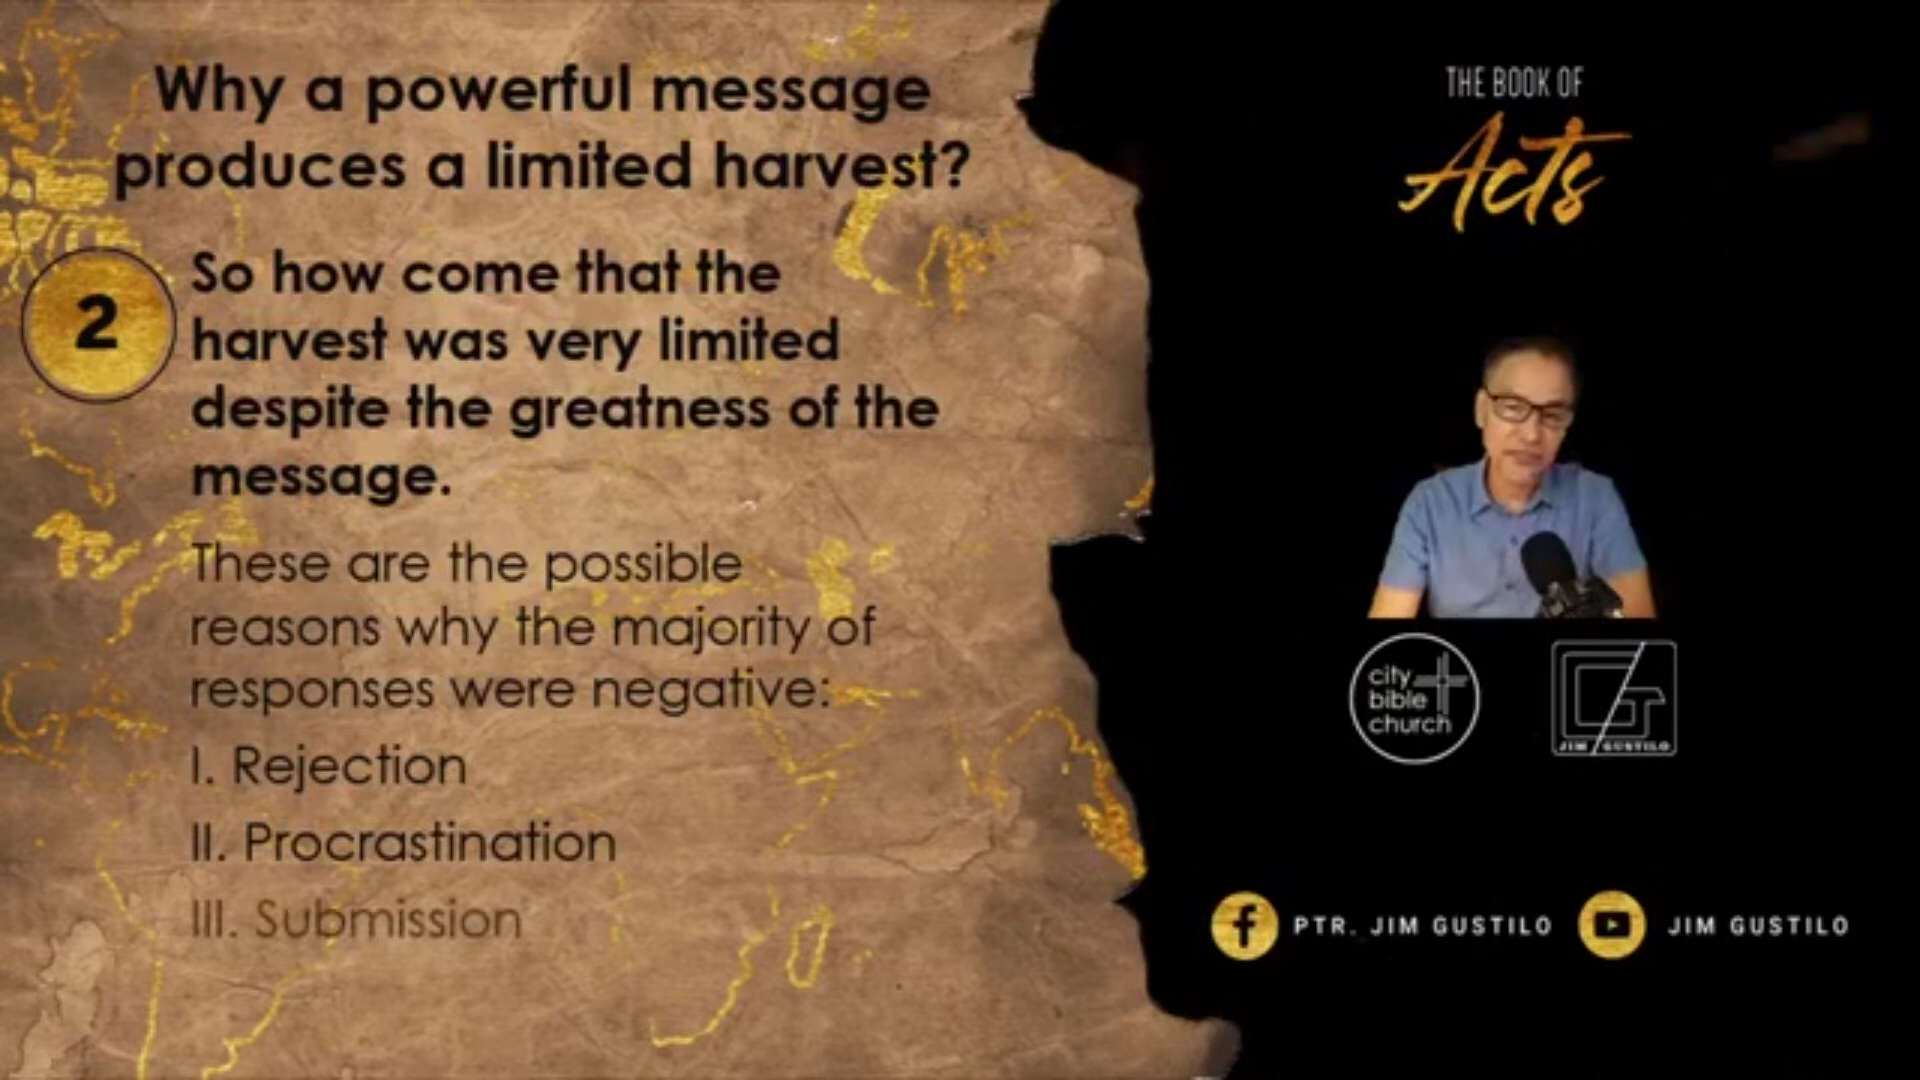 Why a powerful message
produces a limited harvest?
2
So how come that the
harvest was very limited
despite the greatness of the
message.
These are the possible
reasons why the majority of
responses were negative:
I. Rejection
II. Procrastination
III. Submission
THE BOOK OF
Acts
city
bible
church
JIM GUSTILO
PTR. JIM GUSTILO
JIM GUSTILO